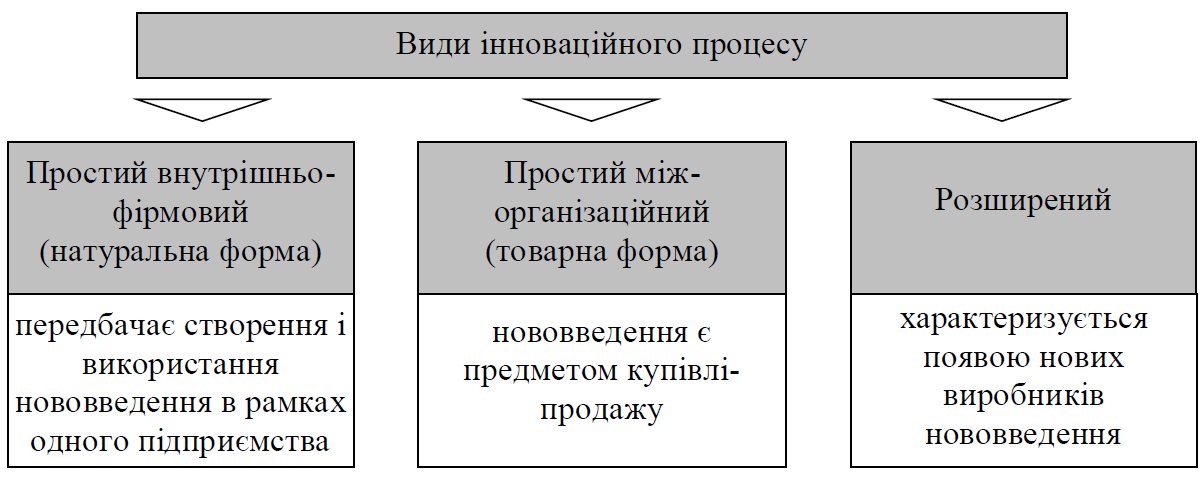 Види інноваційного процесу
Простий внутрішньо-
фірмовий
(натуральна форма)
передбачає створення і
використання
нововведення в рамках
одного підприємства
Простий між-
організаційний
(товарна форма)
нововведення є
предметом купівлі-
продажу
Розширений
характеризується
появою нових
виробників
нововведення